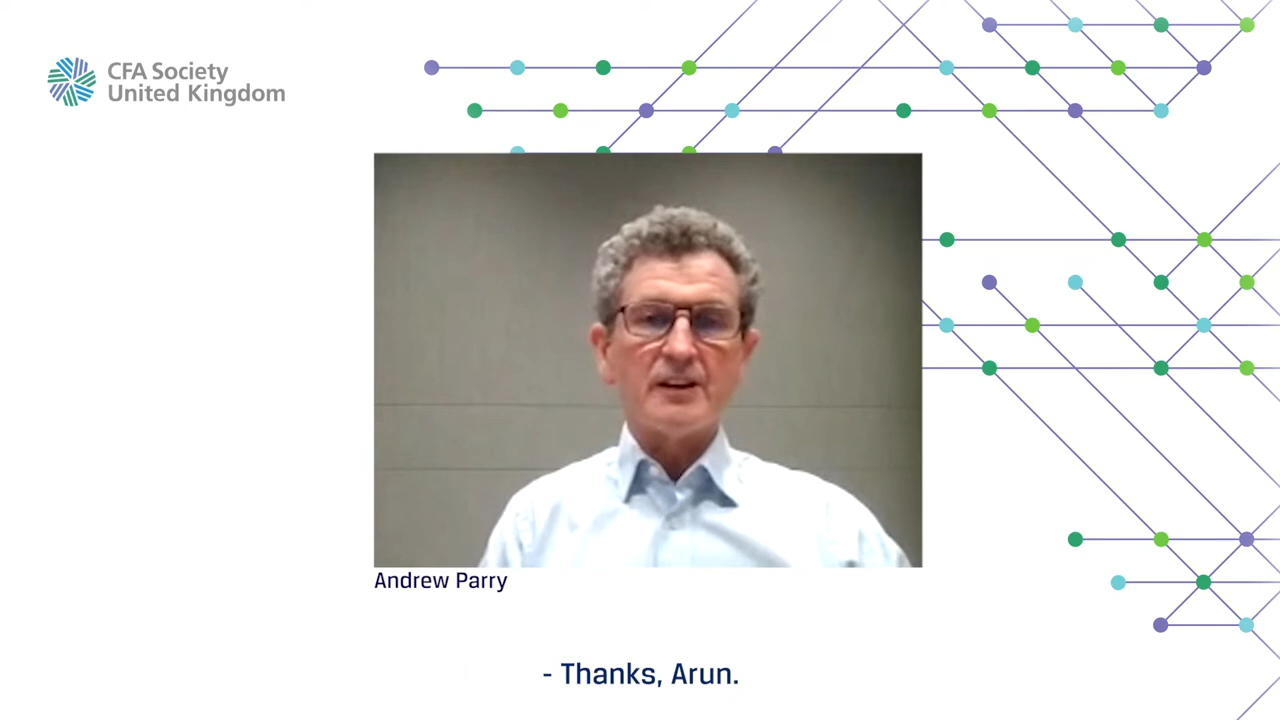 CFA Society
United Kingdom
Andrew Parry
- Thanks, Arun.